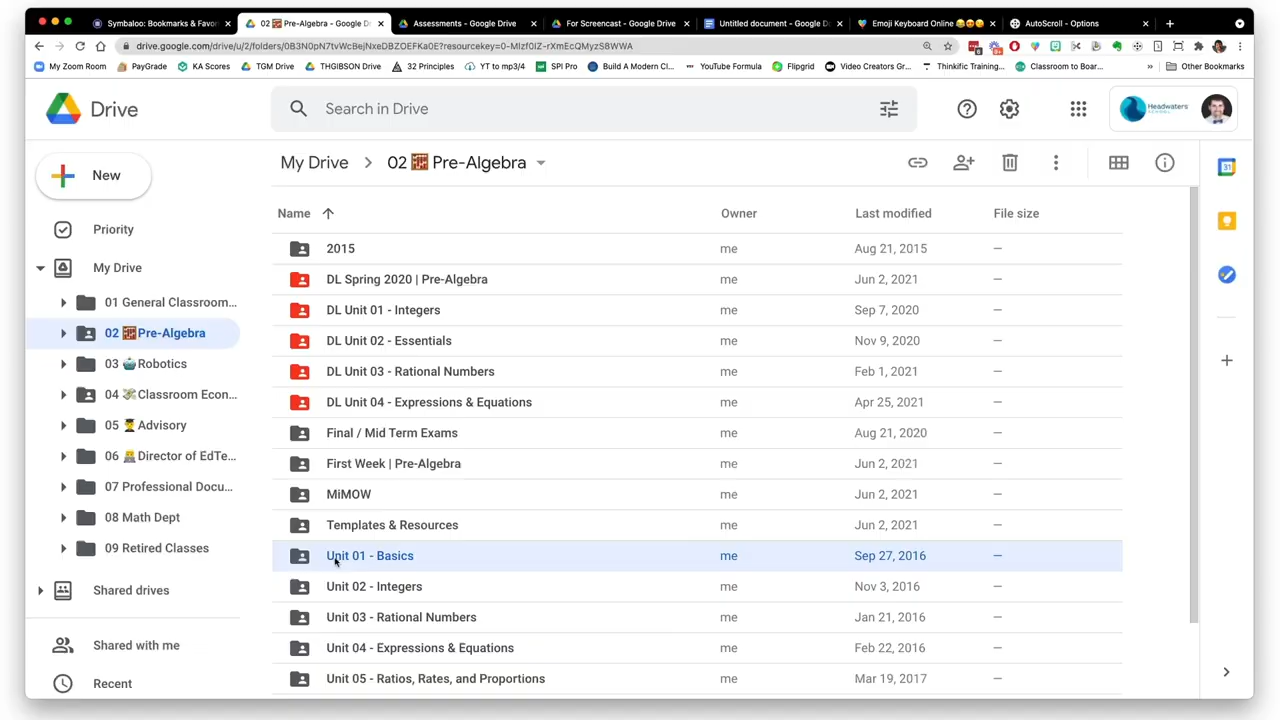 Symbaloo: Bookmarks & Favor
02 🧱 Pre-Algebra - Google Dr
Assessments - Google Drive
For Screencast - Google Drive
Untitled document - Google D
Emoji Keyboard Online 😂😍😎
AutoScroll - Options
drive.google.com/drive/u/2/folders/0B3N0pN7tvWcBejNxeDBZOEFKa0E?resourcekey=0-MIzf0IZ-rXmEcQMyzS8WWA
My Zoom Room
PayGrade
KA Scores
TGM Drive
THGIBSON Drive
32 Principles
YT to mp3/4
SPI Pro
Build A Modern Cl...
YouTube Formula
Flipgrid
Video Creators Gr...
Thinkific Training...
Classroom to Boar...
»
Other Bookmarks
Drive
Search in Drive
Headwaters
SCHOOL
New
My Drive > 02 🧱 Pre-Algebra
Priority
My Drive
01 General Classroom...
02 🧱Pre-Algebra
03 🤖Robotics
04 💸Classroom Econ...
05 👨‍🎓Advisory
06 👨‍💻Director of EdTe...
07 Professional Docu...
08 Math Dept
09 Retired Classes
Shared drives
Shared with me
Recent
Name ↑ Owner Last modified File size
2015 me Aug 21, 2015 —
DL Spring 2020 | Pre-Algebra me Jun 2, 2021 —
DL Unit 01 - Integers me Sep 7, 2020 —
DL Unit 02 - Essentials me Nov 9, 2020 —
DL Unit 03 - Rational Numbers me Feb 1, 2021 —
DL Unit 04 - Expressions & Equations me Apr 25, 2021 —
Final / Mid Term Exams me Aug 21, 2020 —
First Week | Pre-Algebra me Jun 2, 2021 —
MiMOW me Jun 2, 2021 —
Templates & Resources me Jun 2, 2021 —
Unit 01 - Basics me Sep 27, 2016 —
Unit 02 - Integers me Nov 3, 2016 —
Unit 03 - Rational Numbers me Jan 21, 2016 —
Unit 04 - Expressions & Equations me Feb 22, 2016 —
Unit 05 - Ratios, Rates, and Proportions me Mar 19, 2017 —
31